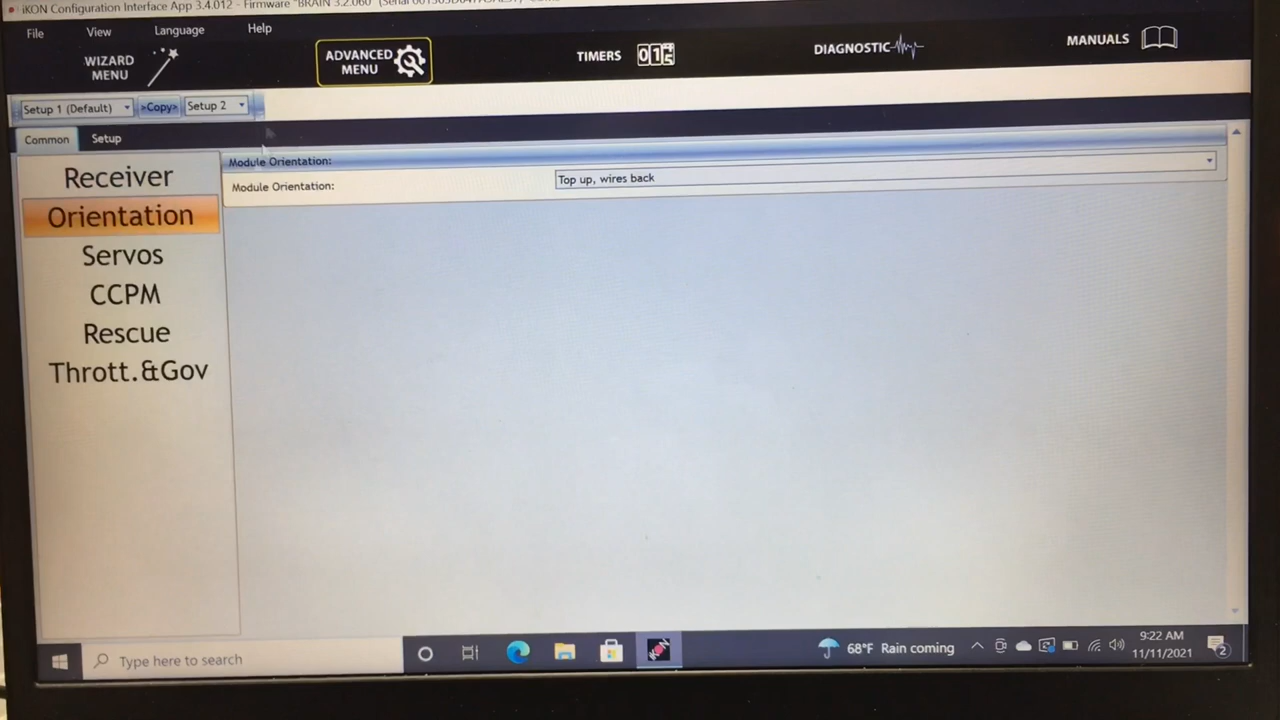 iKON Configuration Interface App 3.4.012 - Firmware "BRAIN 3.2.060" (Serial
File View Language Help
WIZARD MENU
ADVANCED MENU
TIMERS
DIAGNOSTIC
MANUALS
Setup 1 (Default) >Copy> Setup 2
Common Setup
Module Orientation:
Module Orientation: Top up, wires back
Receiver
Orientation
Servos
CCPM
Rescue
Thrott.&Gov
Type here to search
68°F Rain coming
9:22 AM
11/11/2021
2